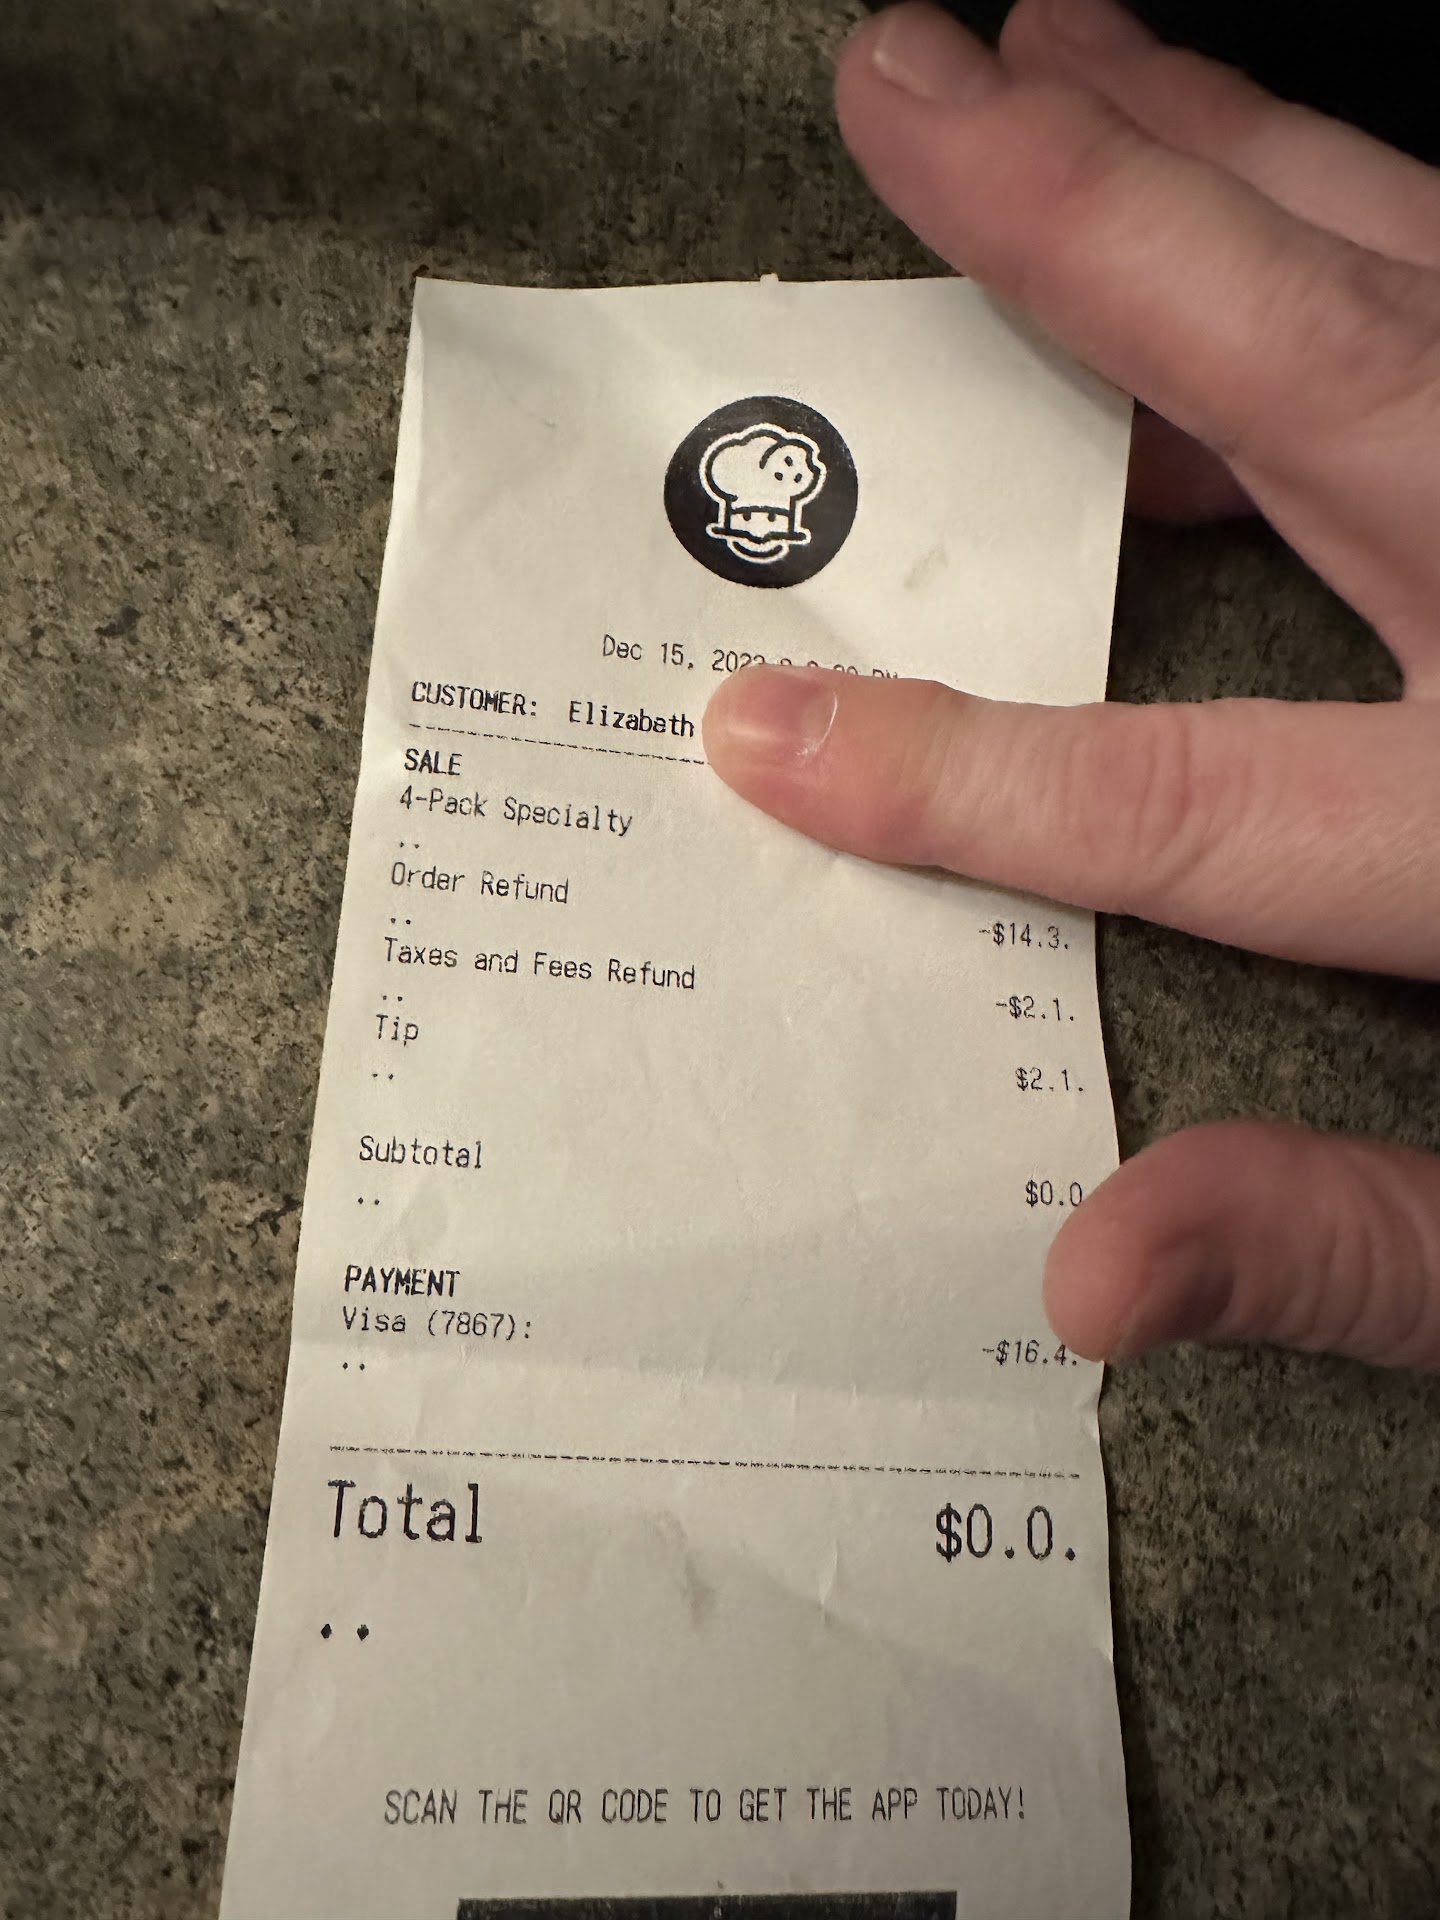 Dec 15,
CUSTOMER: Elizabeth
SALE
4-Pack Specialty
..
Order Refund
-$14.3.
..
Taxes and Fees Refund
-$2.1.
..
Tip
$2.1.
..
Subtotal
$0.0
..
PAYMENT
Visa (7867):
-$16.4.
..
Total $0.0.
..
SCAN THE QR CODE TO GET THE APP TODAY!